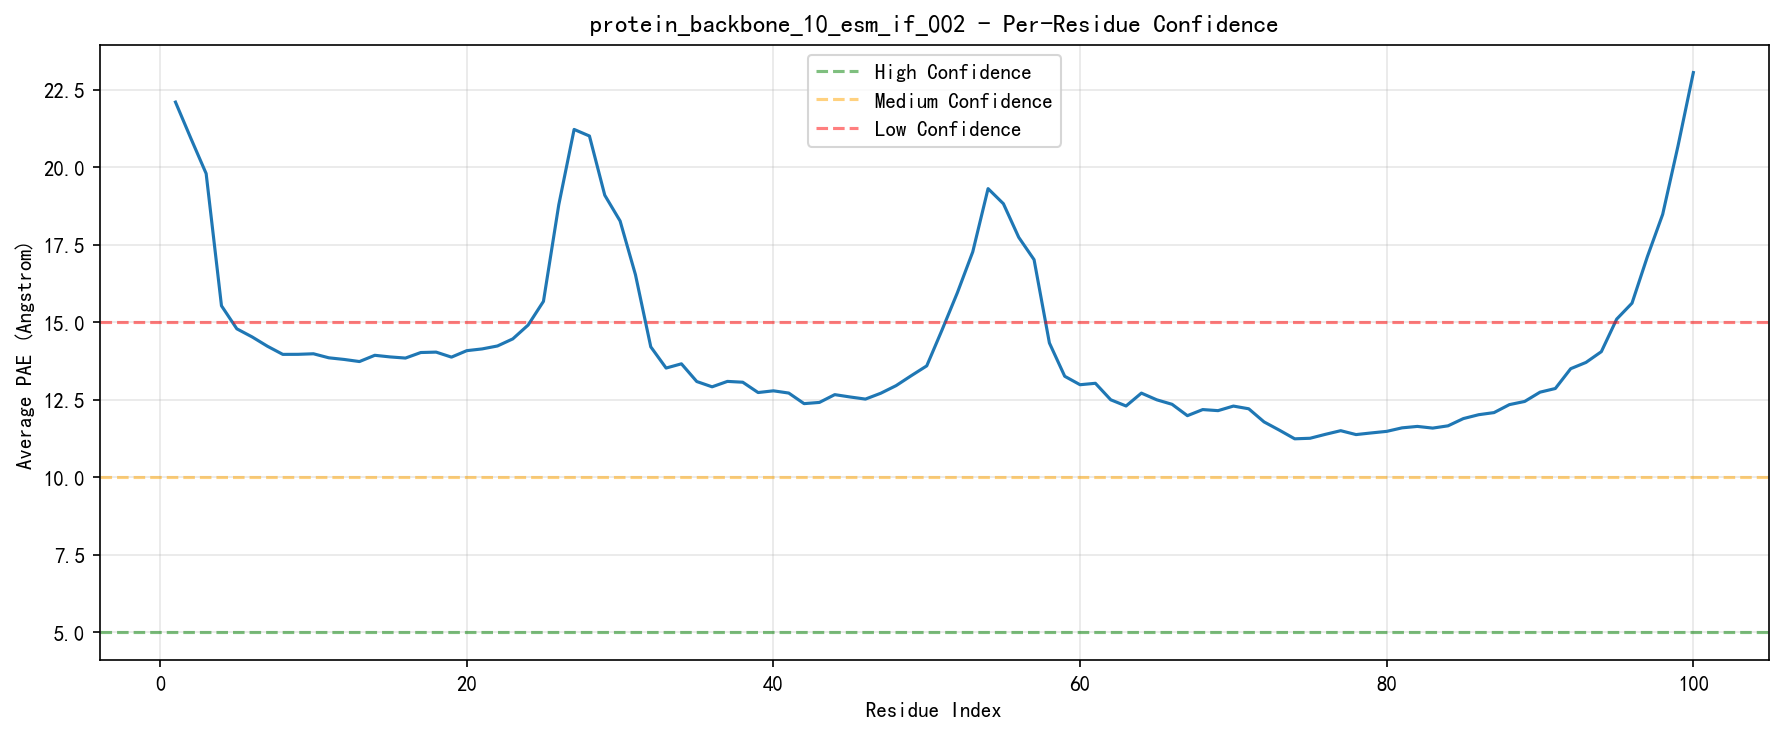 protein_backbone_10_esm_if_002 - Per-Residue Confidence
High Confidence
Medium Confidence
Low Confidence
Average PAE (Angstrom)
22.5
20.0
17.5
15.0
12.5
10.0
7.5
5.0
0 20 40 60 80 100
Residue Index